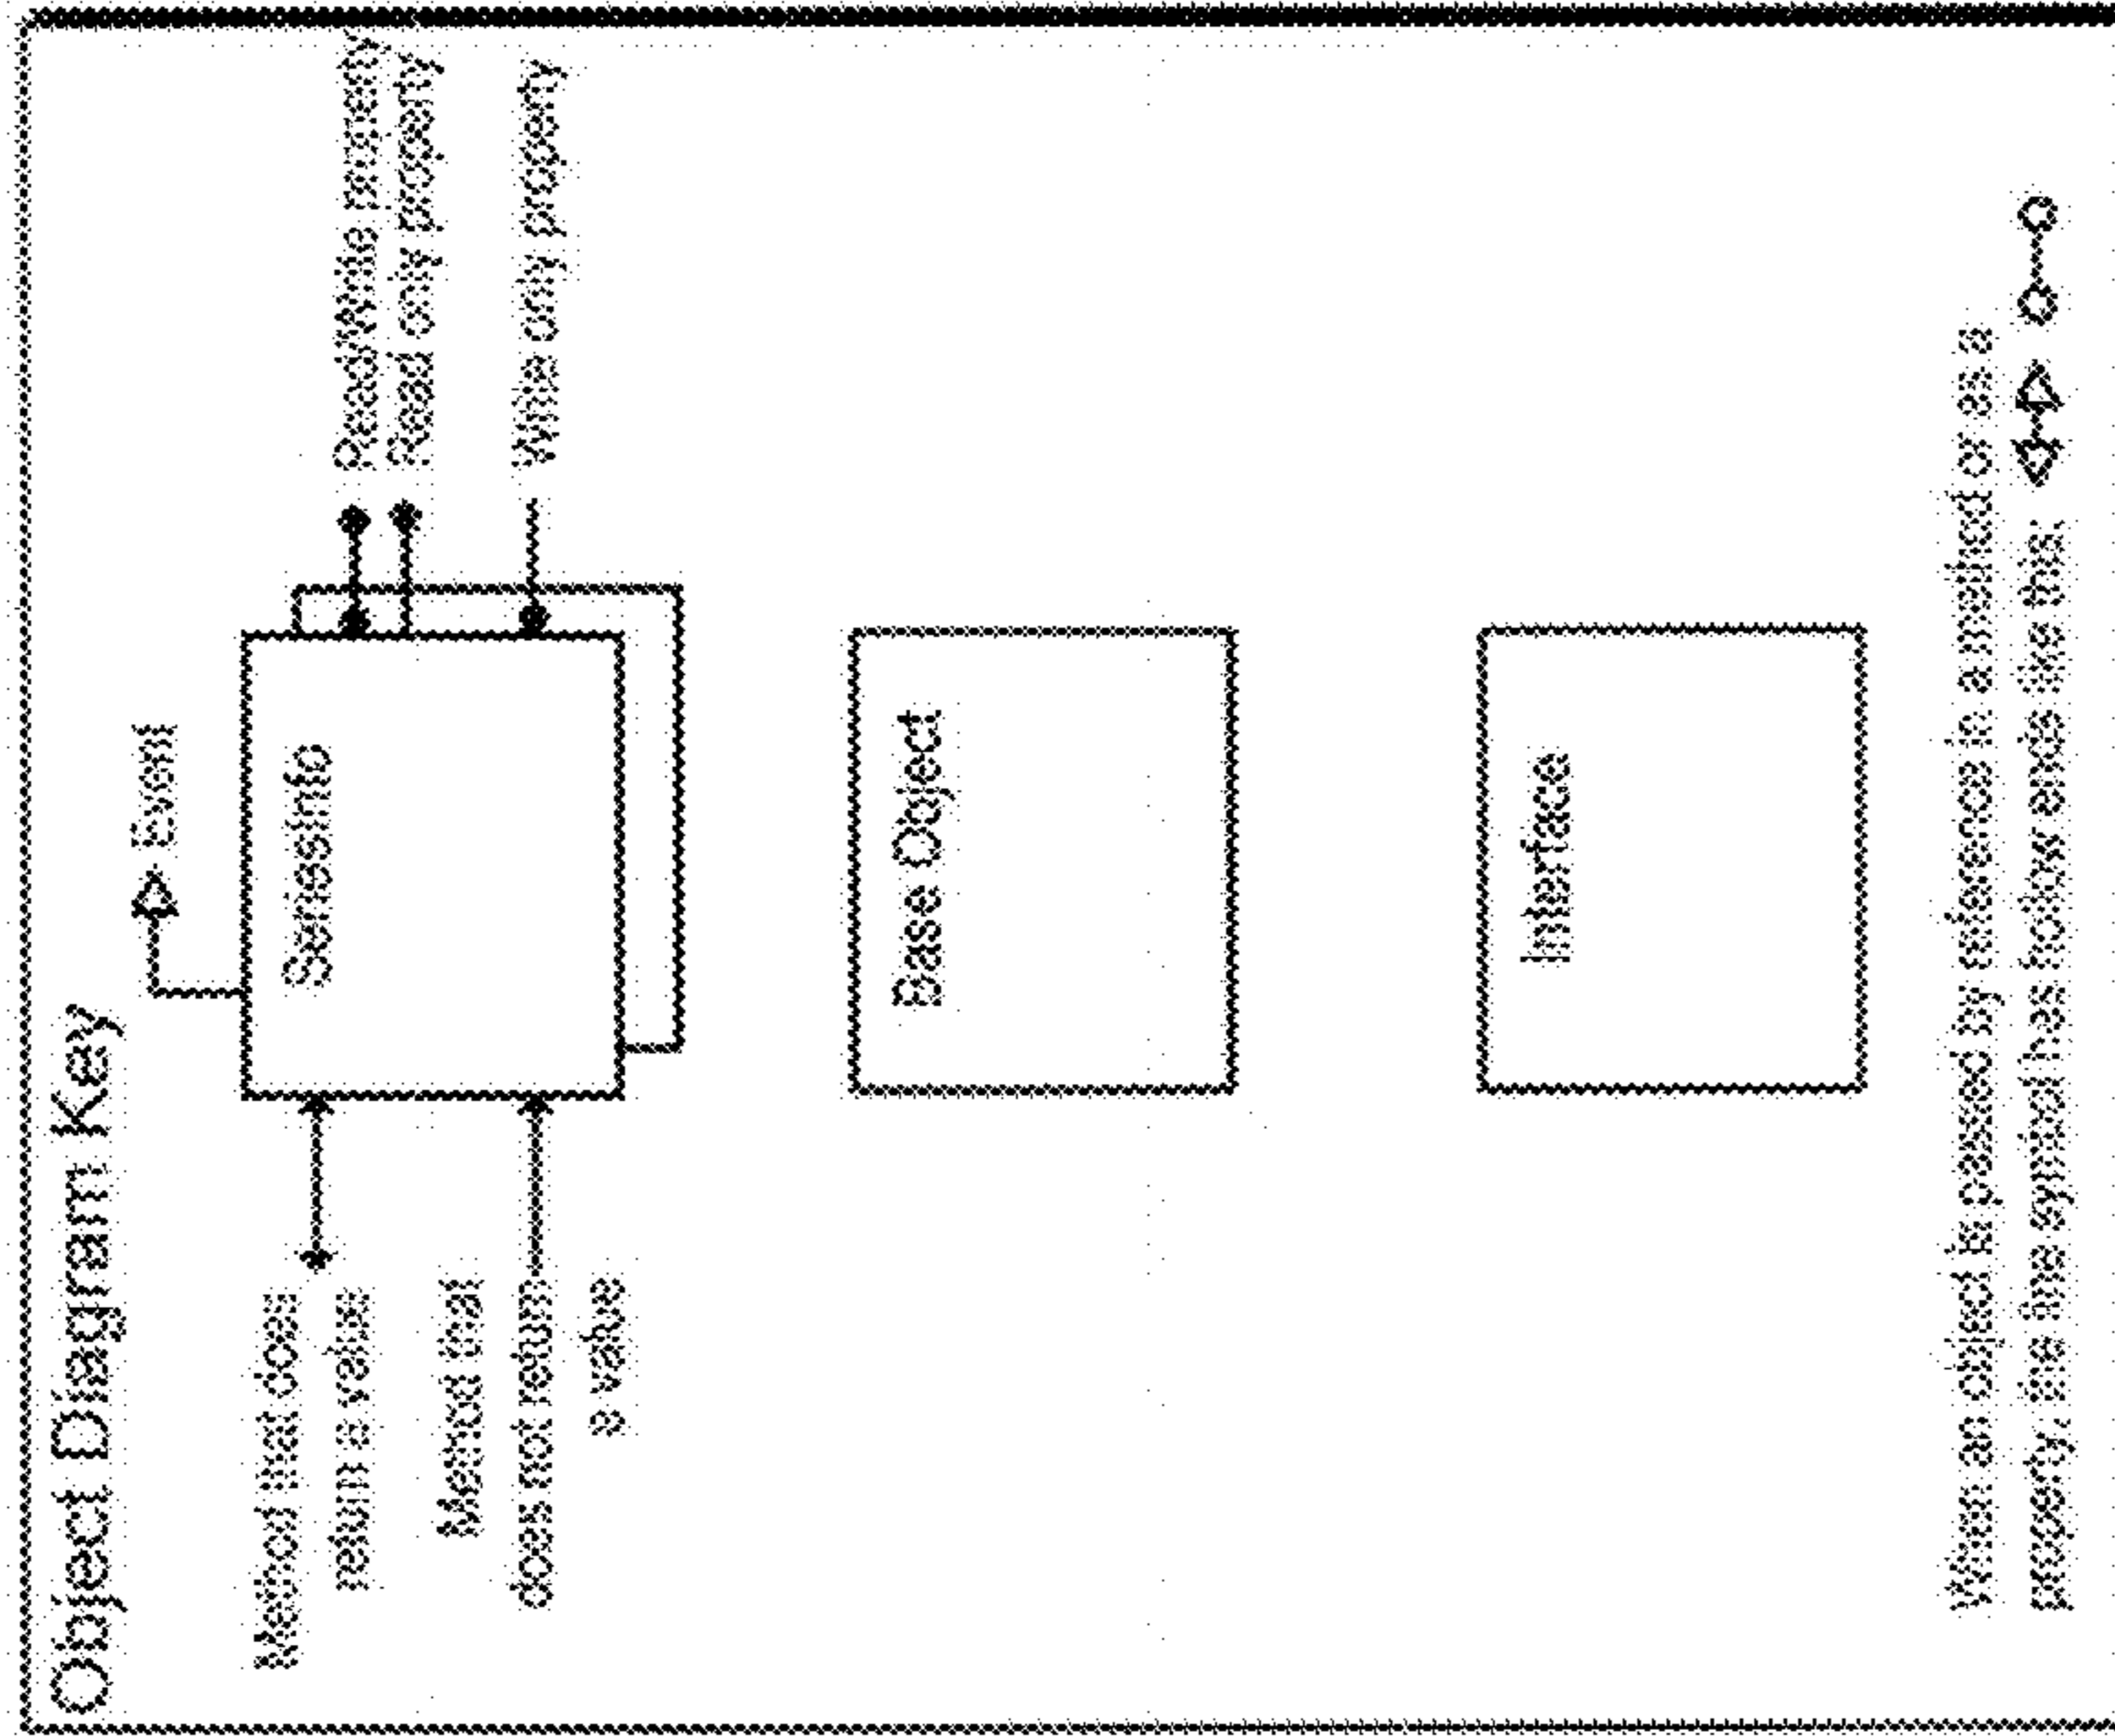 Object Diagram Key
Event
Method that does
return a value
SeriesInfo
Read/Write property
Read only property
Method that
does not return
a value
Write only property
Base Object
Interface
When an object is passed by reference in a method or as a
property, the line symbol has hollow ends like this: